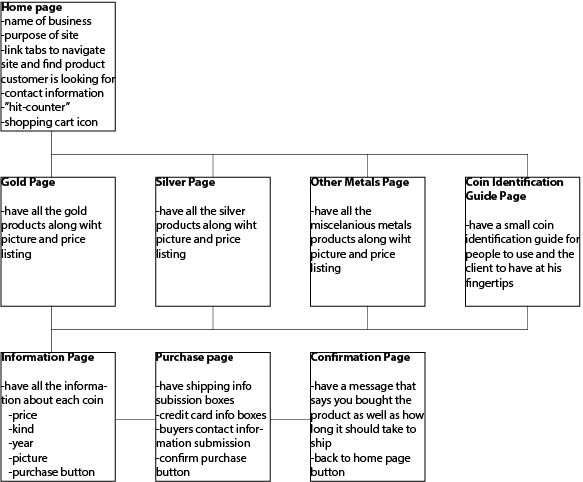 Home page
-name of business
-purpose of site
-link tabs to navigate
site and find product
customer is looking for
-contact information
-"hit-counter"
-shopping cart icon
Gold Page
-have all the gold
products along wiht
picture and price
listing
Silver Page
-have all the silver
products along wiht
picture and price
listing
Other Metals Page
-have all the
miscelanious metals
products along wiht
picture and price
listing
Coin Identification
Guide Page
-have a small coin
identification guide for
people to use and the
client to have at his
fingertips
Information Page
-have all the informa-
tion about each coin
-price
-kind
-year
-picture
-purchase button
Purchase page
-have shipping info
subission boxes
-credit card info boxes
-buyers contact infor-
mation submission
-confirm purchase
button
Confirmation Page
-have a message that
says you bought the
product as well as how
long it should take to
ship
-back to home page
button